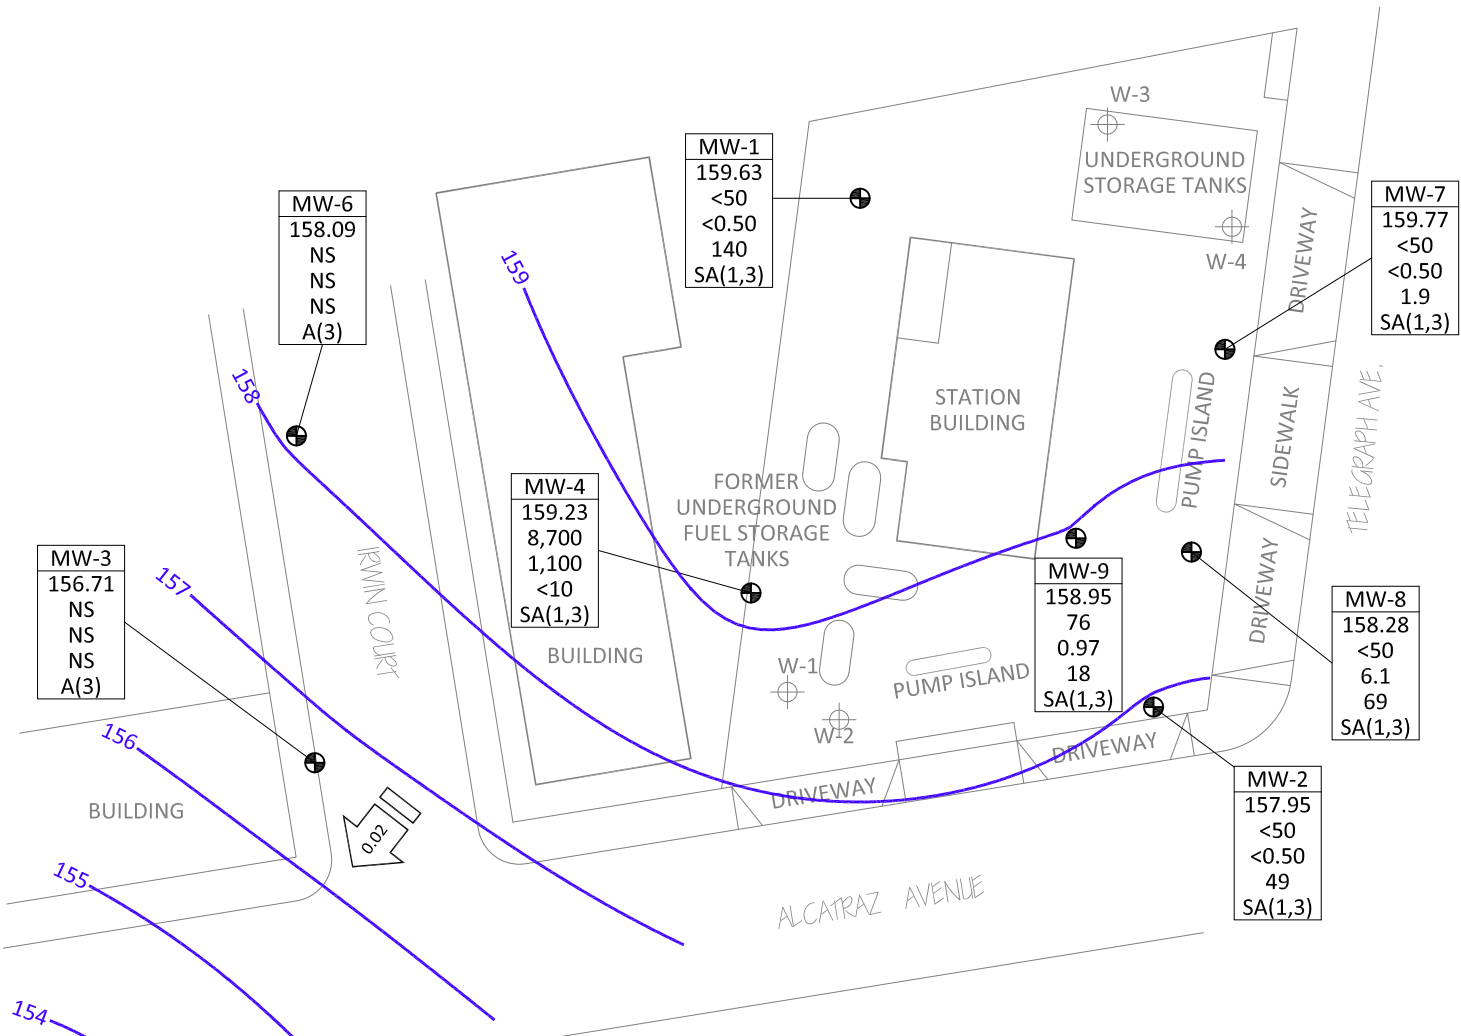 W-3
UNDERGROUND
STORAGE TANKS
W-4
MW-1
159.63
<50
<0.50
140
SA(1,3)
MW-6
158.09
NS
NS
NS
A(3)
MW-7
159.77
<50
<0.50
1.9
SA(1,3)
DRIVEWAY
159
158
STATION
BUILDING
PUMP ISLAND
SIDEWALK
TELEGRAPH AVE.
FORMER
UNDERGROUND
FUEL STORAGE
TANKS
MW-4
159.23
8,700
1,100
<10
SA(1,3)
MW-3
156.71
NS
NS
NS
A(3)
157
IRWIN COURT
MW-9
158.95
76
0.97
18
SA(1,3)
DRIVEWAY
MW-8
158.28
<50
6.1
69
SA(1,3)
BUILDING
W-1
PUMP ISLAND
W-2
156
DRIVEWAY
DRIVEWAY
MW-2
157.95
<50
<0.50
49
SA(1,3)
BUILDING
0.02
155
ALCATRAZ AVENUE
154